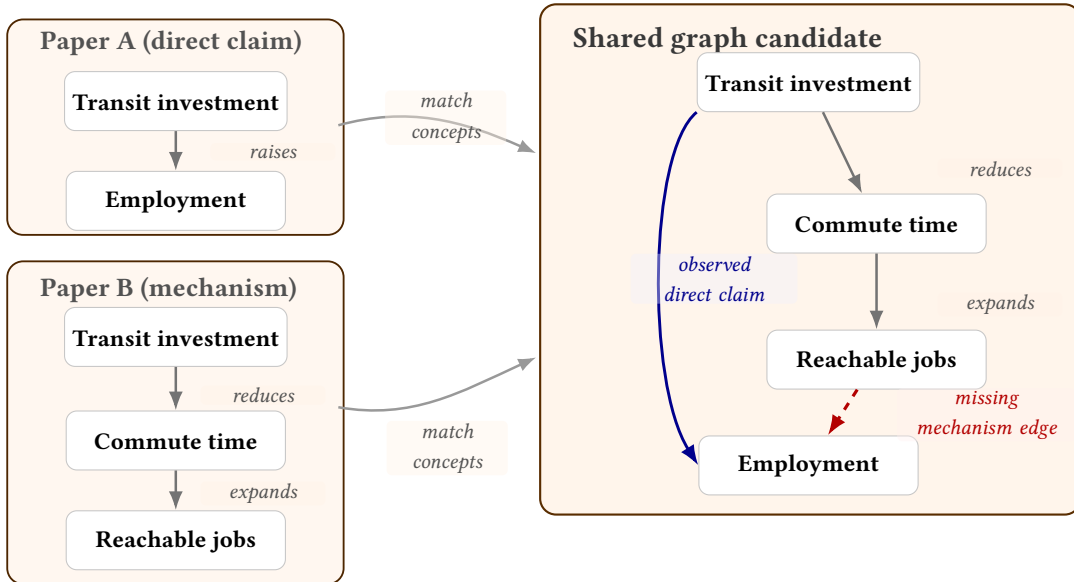 Paper A (direct claim)
Transit investment
raises
Employment
match
concepts
Paper B (mechanism)
Transit investment
reduces
Commute time
expands
Reachable jobs
match
concepts
Shared graph candidate
Transit investment
reduces
Commute time
observed
direct claim
expands
Reachable jobs
missing
mechanism edge
Employment